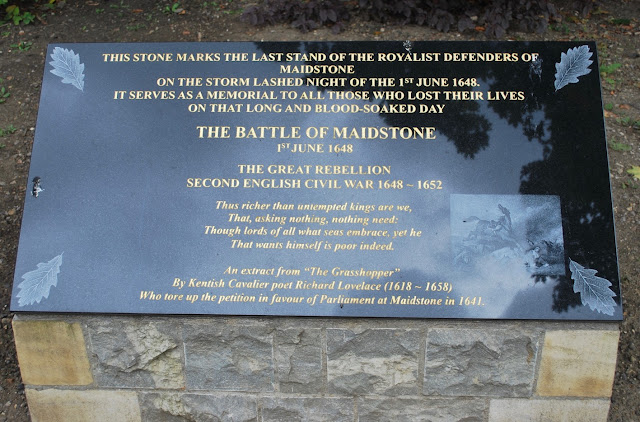 THIS STONE MARKS THE LAST STAND OF THE ROYALIST DEFENDERS OF
MAIDSTONE
ON THE STORM LASHED NIGHT OF THE 1ST JUNE 1648.
IT SERVES AS A MEMORIAL TO ALL THOSE WHO LOST THEIR LIVES
ON THAT LONG AND BLOOD-SOAKED DAY
THE BATTLE OF MAIDSTONE
1ST JUNE 1648
THE GREAT REBELLION
SECOND ENGLISH CIVIL WAR 1648 ~ 1652
Thus richer than untempted kings are we,
That, asking nothing, nothing need:
Though lords of all what seas embrace, yet he
That wants himself is poor indeed.
An extract from "The Grasshopper"
By Kentish Cavalier poet Richard Lovelace (1618 ~ 1658)
Who tore up the petition in favour of Parliament at Maidstone in 1641.